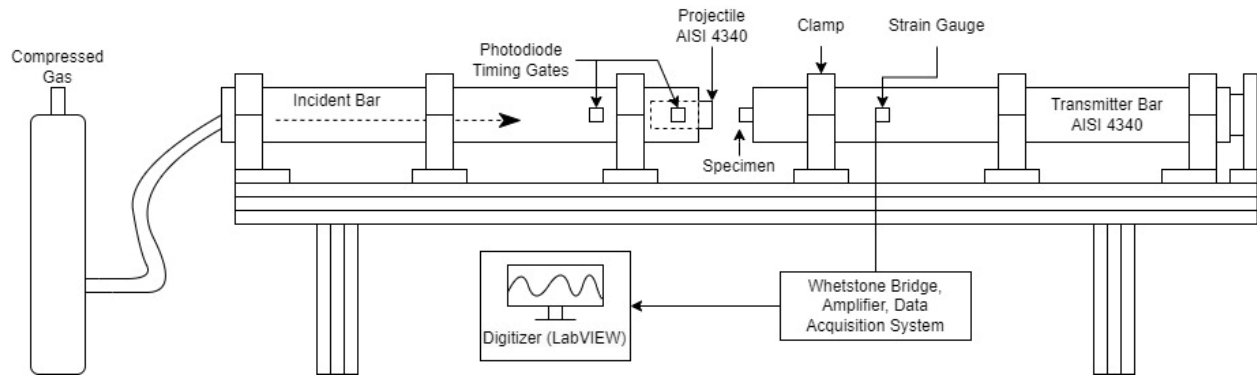 Compressed
Gas
Incident Bar
Photodiode
Timing Gates
Projectile
AISI 4340
Specimen
Clamp
Strain Gauge
Transmitter Bar
AISI 4340
Digitizer (LabVIEW)
Whetstone Bridge,
Amplifier, Data
Acquisition System